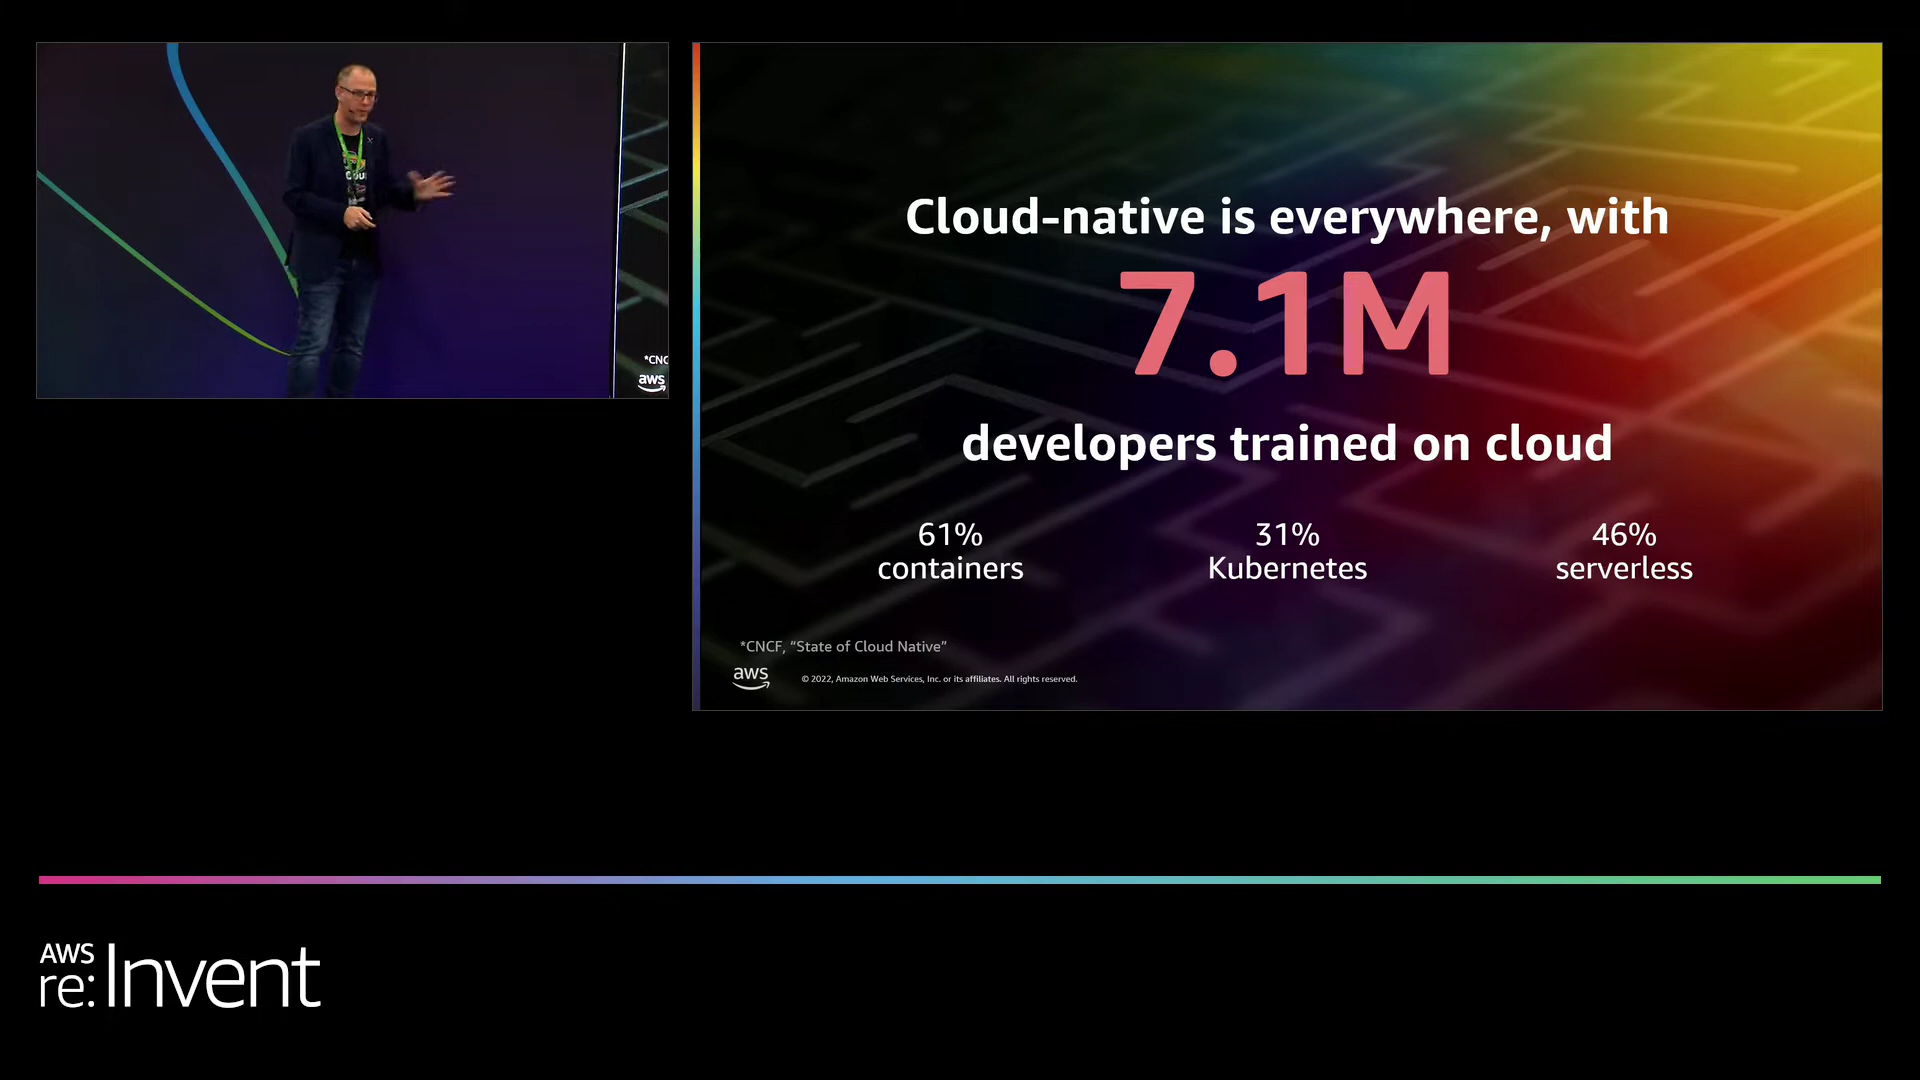 *CNC
aws
Cloud-native is everywhere, with
7.1M
developers trained on cloud
61%
containers
31%
Kubernetes
46%
serverless
*CNCF, “State of Cloud Native”
aws
© 2022, Amazon Web Services, Inc. or its affiliates. All rights reserved.
AWS
re:Invent